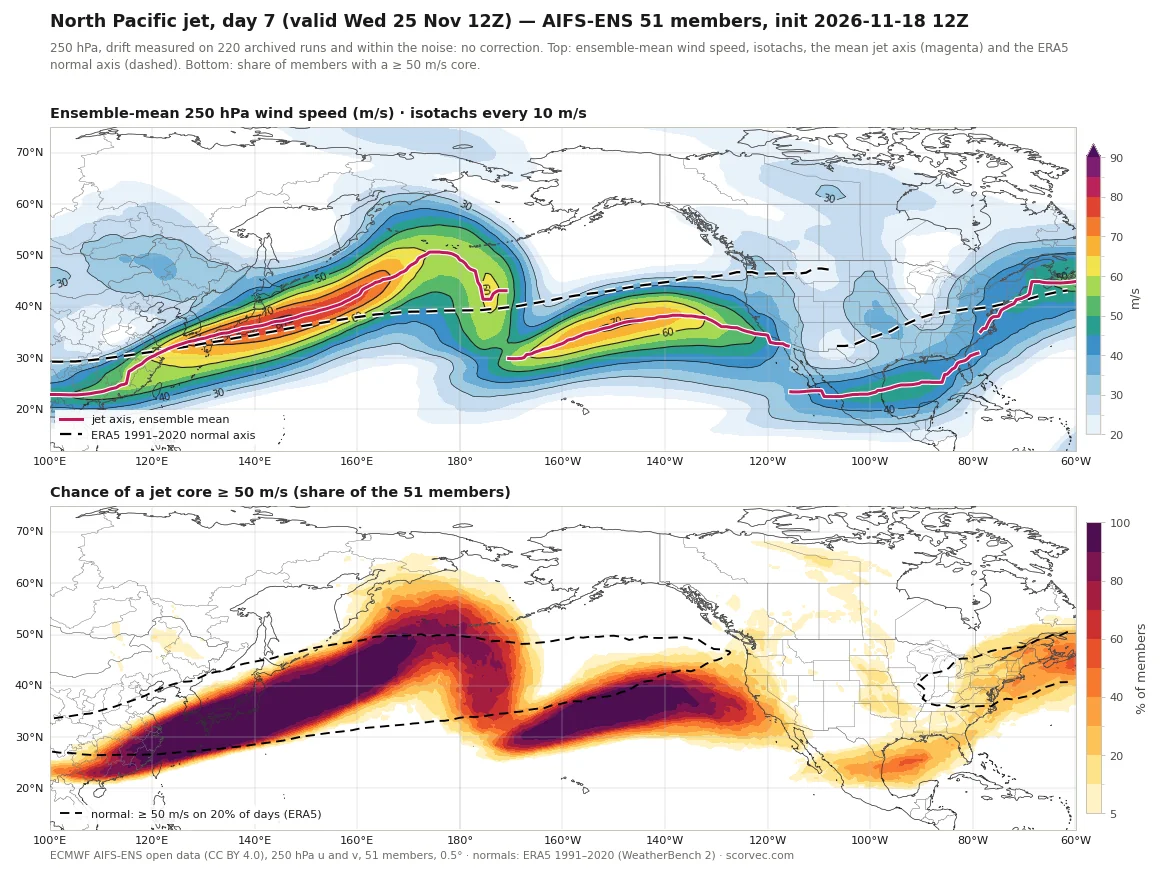 North Pacific jet, day 7 (valid Wed 25 Nov 12Z) — AIFS-ENS 51 members, init 2026-11-18 12Z
250 hPa, drift measured on 220 archived runs and within the noise: no correction. Top: ensemble-mean wind speed, isotachs, the mean jet axis (magenta) and the ERA5
normal axis (dashed). Bottom: share of members with a ≥ 50 m/s core.
Ensemble-mean 250 hPa wind speed (m/s) · isotachs every 10 m/s
70°N
60°N
50°N
40°N
30°N
20°N
30
30
50
70
60
70
60
30
40
30
40
jet axis, ensemble mean
ERA5 1991–2020 normal axis
100°E 120°E 140°E 160°E 180° 160°W 140°W 120°W 100°W 80°W 60°W
90
80
70
60
50
40
30
20
m/s
Chance of a jet core ≥ 50 m/s (share of the 51 members)
70°N
60°N
50°N
40°N
30°N
20°N
normal: ≥ 50 m/s on 20% of days (ERA5)
100°E 120°E 140°E 160°E 180° 160°W 140°W 120°W 100°W 80°W 60°W
100
80
60
40
20
5
% of members
ECMWF AIFS-ENS open data (CC BY 4.0), 250 hPa u and v, 51 members, 0.5° · normals: ERA5 1991–2020 (WeatherBench 2) · scorvec.com